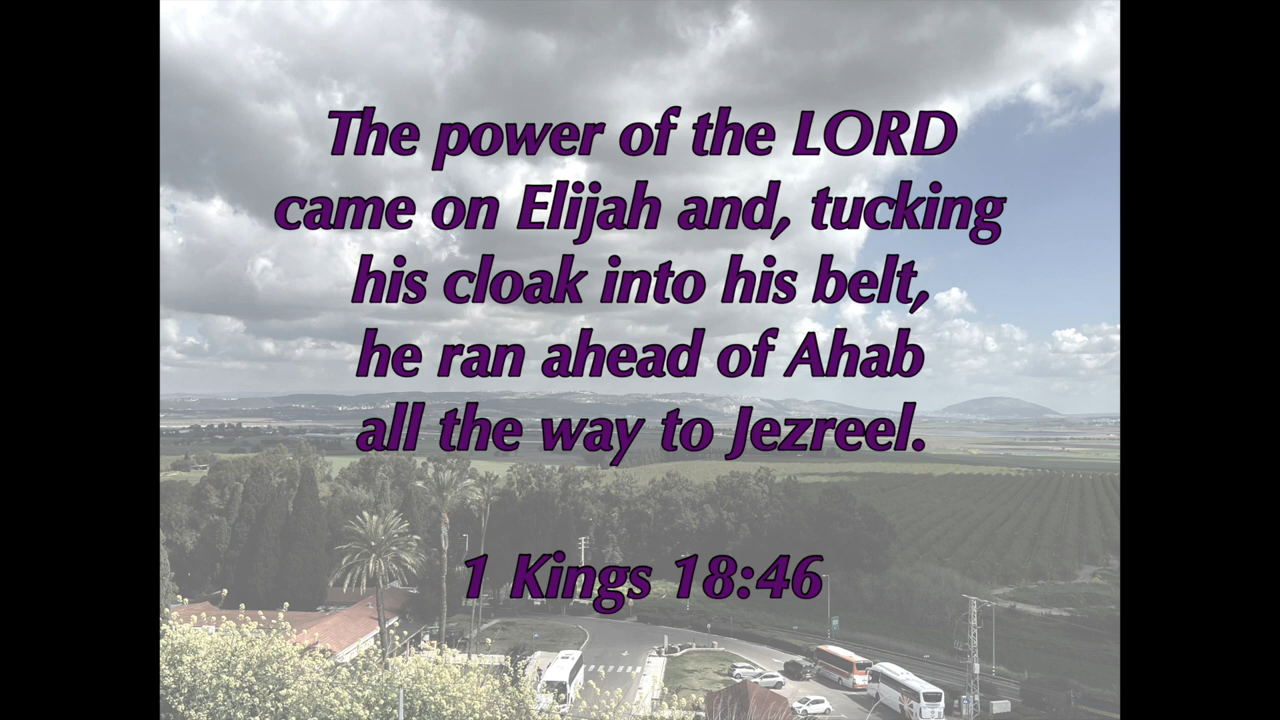 The power of the LORD
came on Elijah and, tucking
his cloak into his belt,
he ran ahead of Ahab
all the way to Jezreel.
1 Kings 18:46